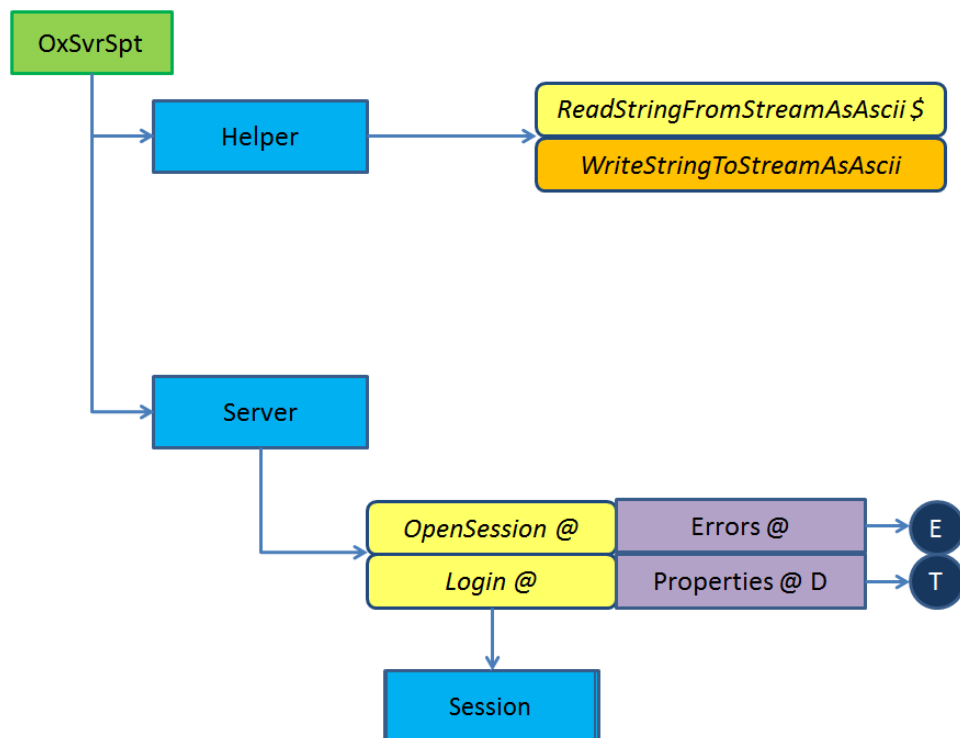 OxSvrSpt
Helper
ReadStringFromStreamAsAscii $
WriteStringToStreamAsAscii
Server
OpenSession @
Errors @
E
Login @
Properties @ D
T
Session